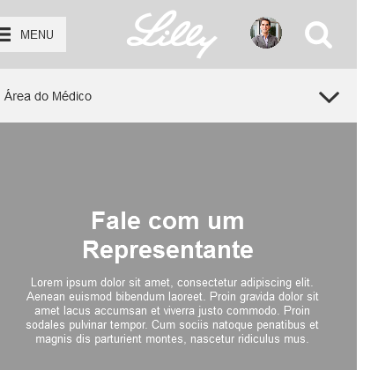 MENU
Lilly
Área do Médico
Fale com um
Representante
Lorem ipsum dolor sit amet, consectetur adipiscing elit.
Aenean euismod bibendum laoreet. Proin gravida dolor sit
amet lacus accumsan et viverra justo commodo. Proin
sodales pulvinar tempor. Cum sociis natoque penatibus et
magnis dis parturient montes, nascetur ridiculus mus.